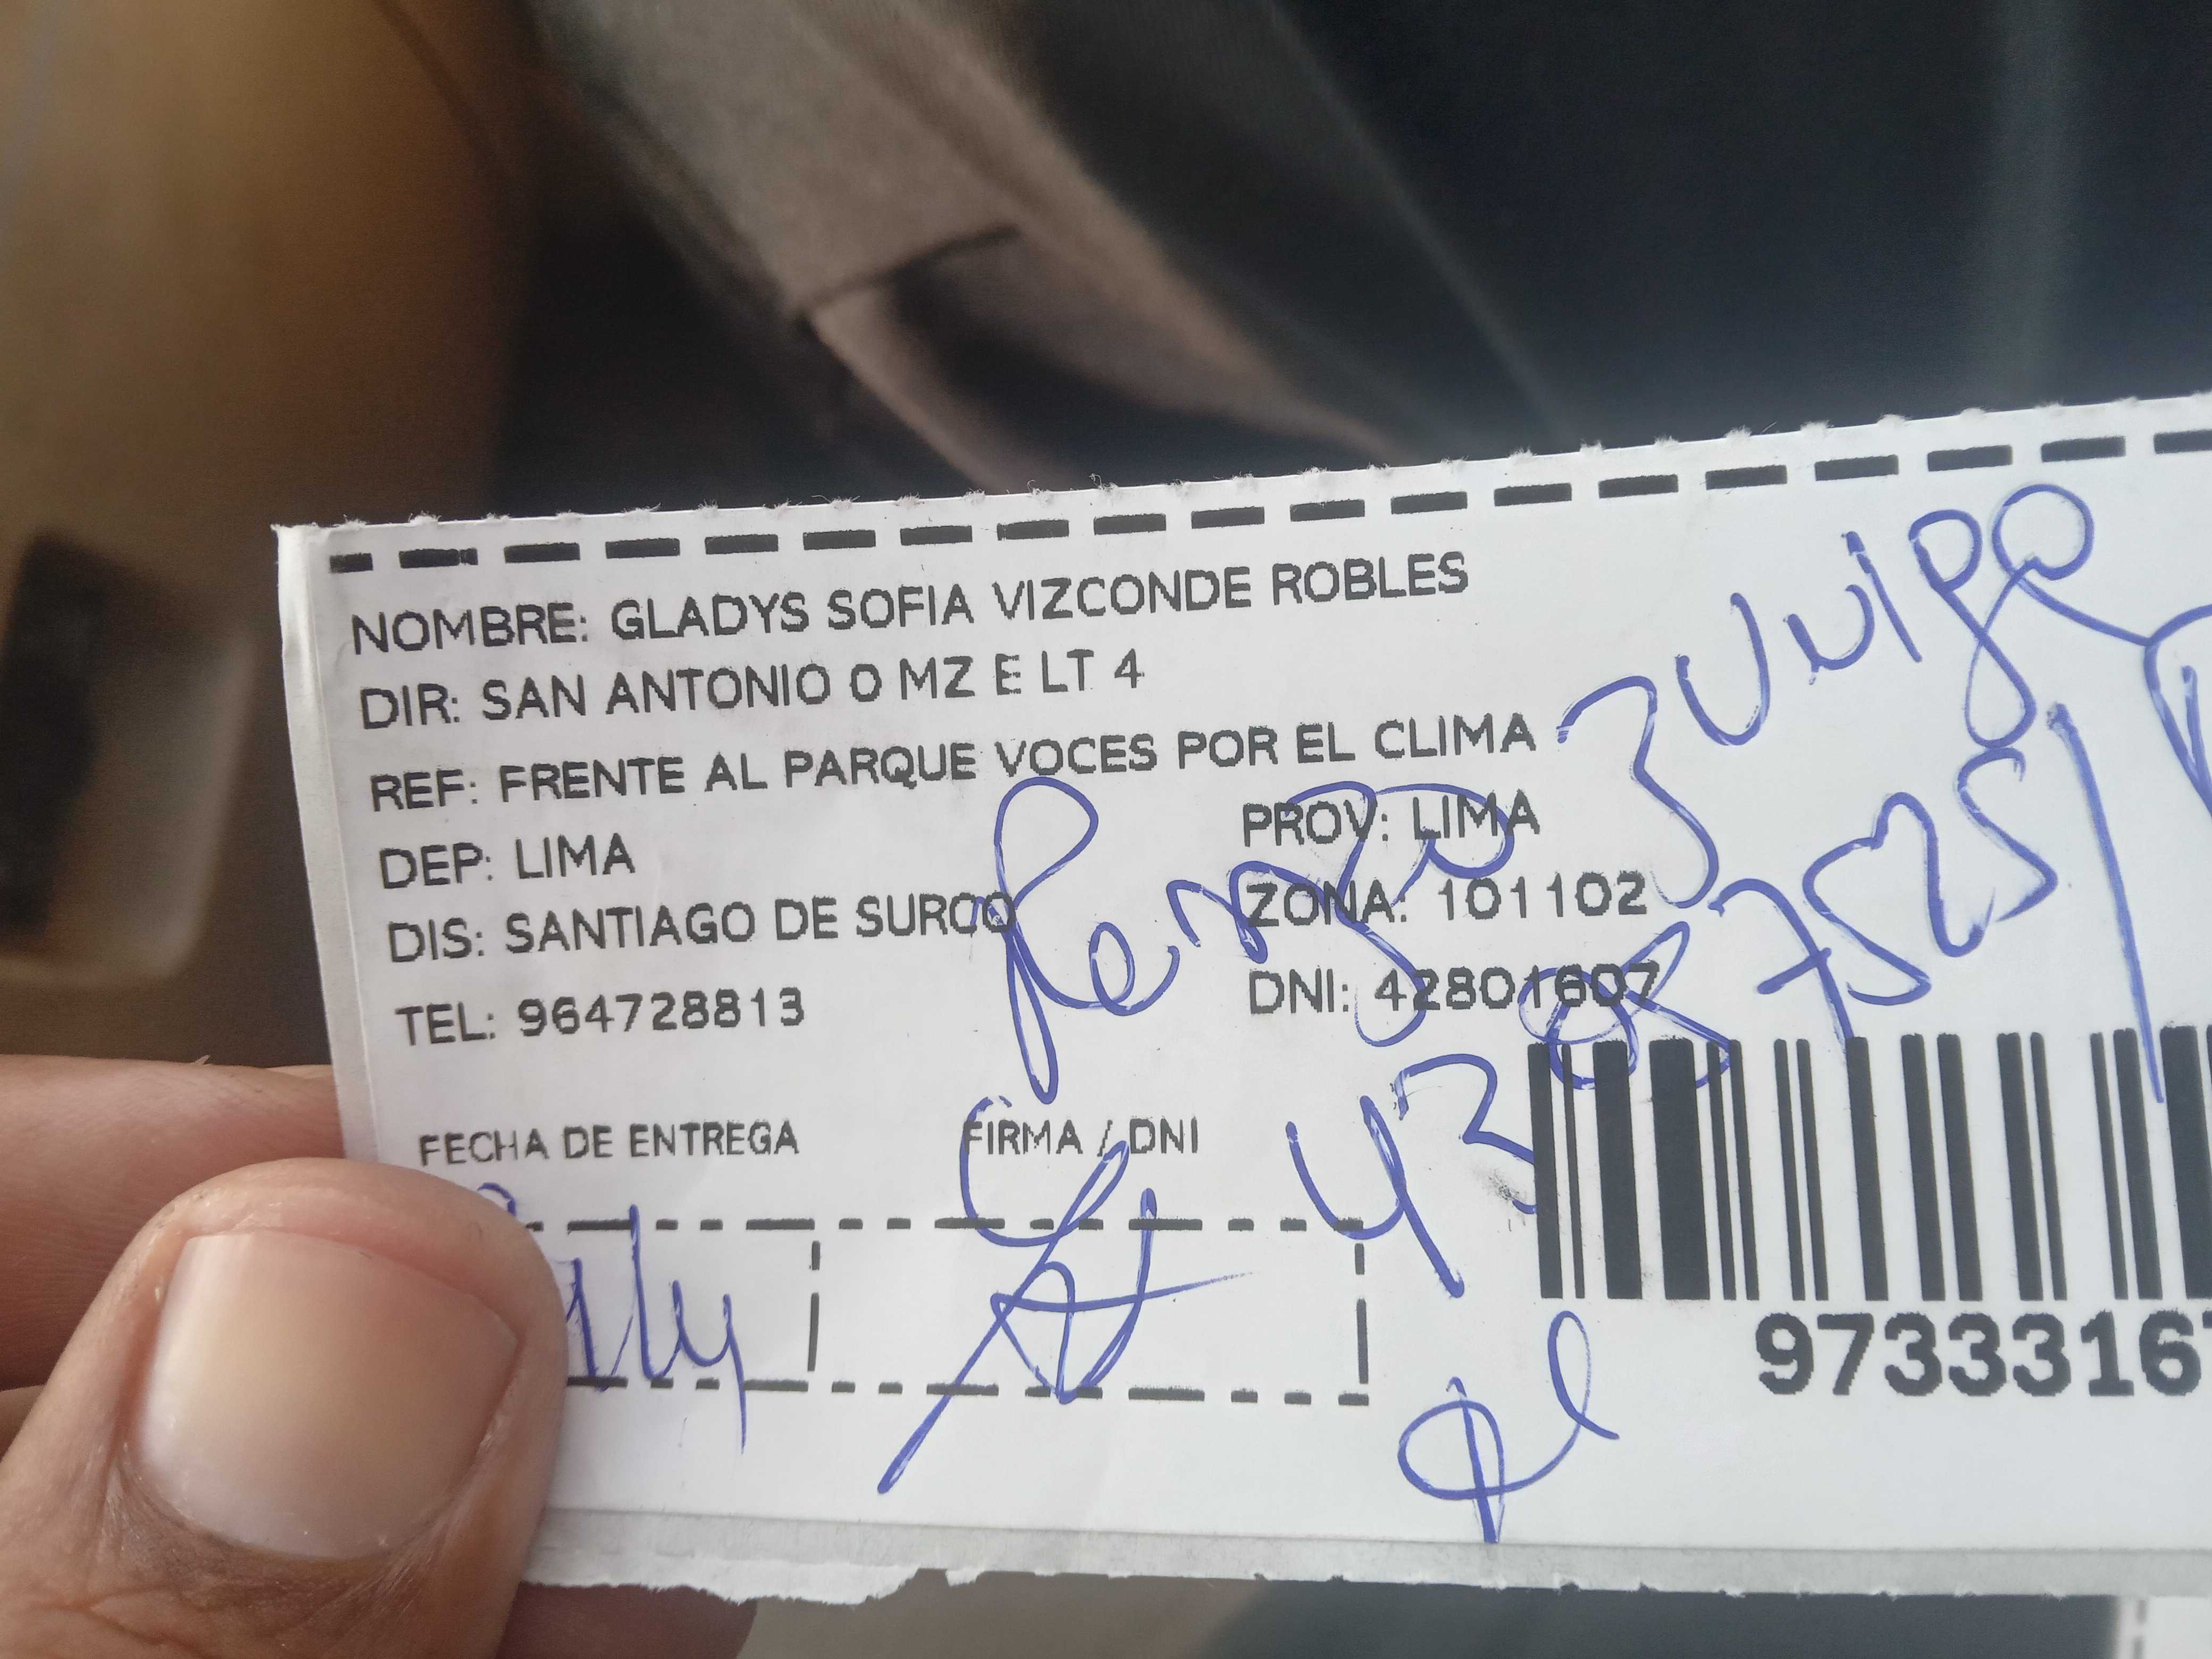 NOMBRE: GLADYS SOFIA VIZCONDE ROBLES
DIR: SAN ANTONIO O MZ E LT 4
REF: FRENTE AL PARQUE VOCES POR EL CLIMA
DEP: LIMA PROV: LIMA
DIS: SANTIAGO DE SURCO ZONA: 101102
TEL: 964728813 DNI: 42801607
Renzo
FECHA DE ENTREGA FIRMA / DNI
9733316